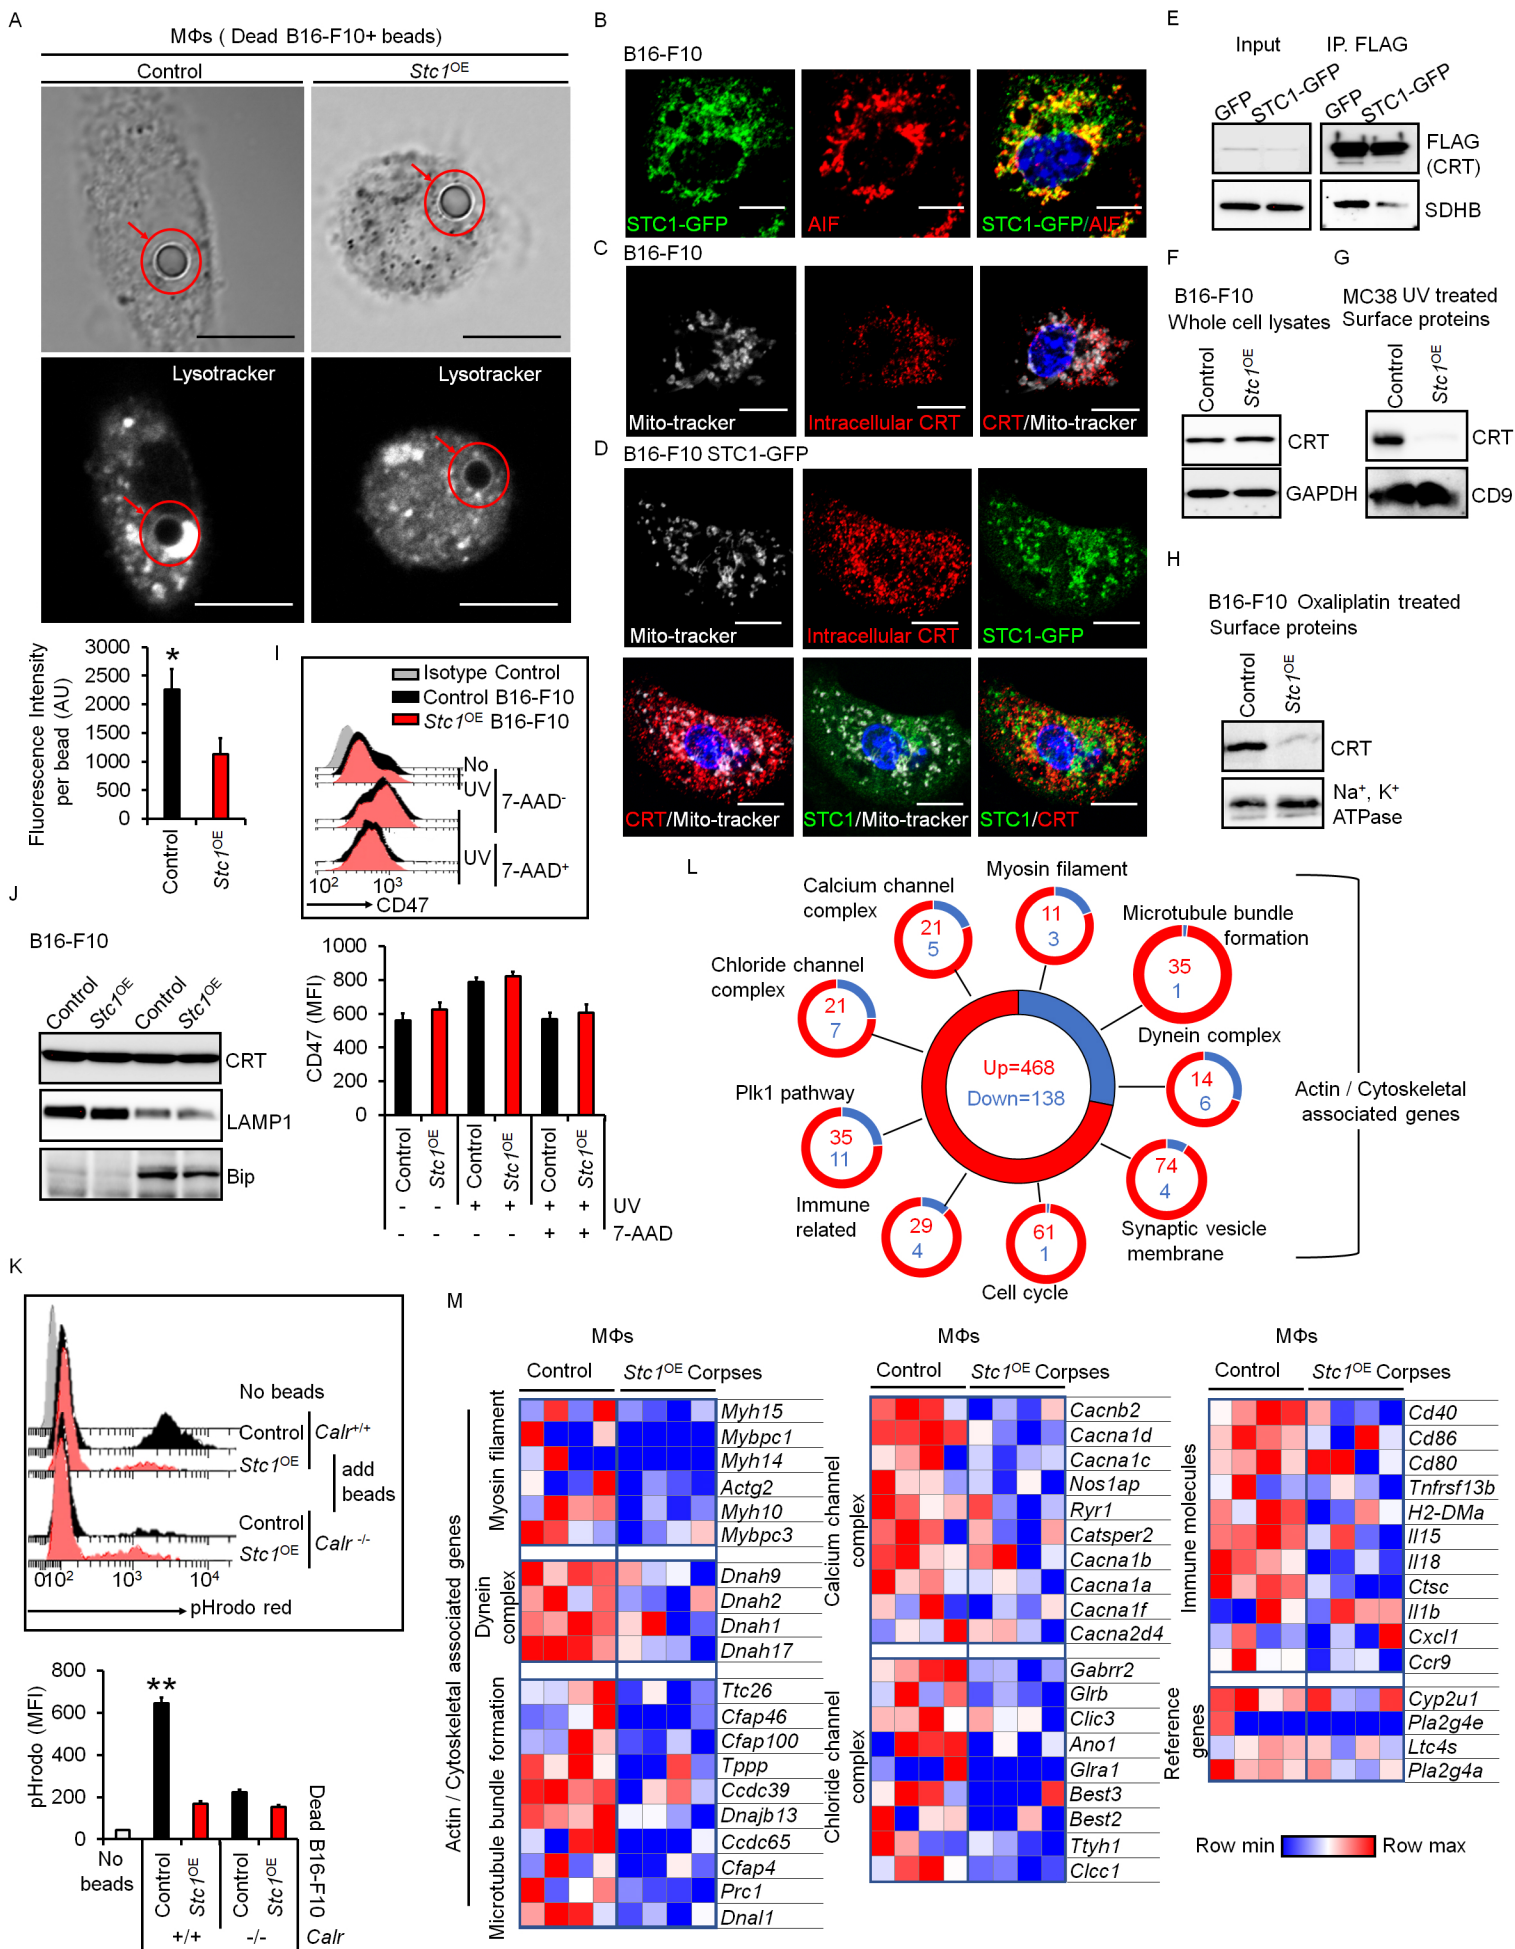 A
MΦs ( Dead B16-F10+ beads)
Control
Stc1OE
Lysotracker
Lysotracker
Fluorescence Intensity
per bead (AU)
3000
2500
2000
1500
1000
500
0
*
Control
Stc1OE
B
B16-F10
STC1-GFP
AIF
STC1-GFP/AIF
C
B16-F10
Mito-tracker
Intracellular CRT
CRT/Mito-tracker
D
B16-F10 STC1-GFP
Mito-tracker
Intracellular CRT
STC1-GFP
CRT/Mito-tracker
STC1/Mito-tracker
STC1/CRT
E
Input
IP. FLAG
GFP
STC1-GFP
GFP
STC1-GFP
FLAG
(CRT)
SDHB
F
B16-F10
Whole cell lysates
Control
Stc1OE
CRT
GAPDH
G
MC38 UV treated
Surface proteins
Control
Stc1OE
CRT
CD9
H
B16-F10 Oxaliplatin treated
Surface proteins
Control
Stc1OE
CRT
Na+, K+
ATPase
I
Isotype Control
Control B16-F10
Stc1OE B16-F10
No
UV
7-AAD-
UV
7-AAD+
102
103
CD47
CD47 (MFI)
1000
800
600
400
200
0
Control
Stc1OE
Control
Stc1OE
Control
Stc1OE
- - + + + + UV
- - - - + + 7-AAD
J
B16-F10
Control
Stc1OE
Control
Stc1OE
CRT
LAMP1
Bip
K
No beads
Control
Stc1OE
Calr+/+
add
beads
Control
Stc1OE
Calr -/-
0 102
103
104
pHrodo red
pHrodo (MFI)
800
600
400
200
0
**
No
beads
Control
Stc1OE
Control
Stc1OE
Dead B16-F10
+/+
-/-
Calr
L
Myosin filament
11
3
Calcium channel
complex
21
5
Microtubule bundle
formation
35
1
Chloride channel
complex
21
7
Up=468
Down=138
Dynein complex
14
6
Actin / Cytoskeletal
associated genes
Plk1 pathway
35
11
74
4
Synaptic vesicle
membrane
Immune
related
29
4
61
1
Cell cycle
M
MΦs
Control
Stc1OE Corpses
Actin / Cytoskeletal associated genes
Myosin filament
Myh15
Mybpc1
Myh14
Actg2
Myh10
Mybpc3
Dynein
complex
Dnah9
Dnah2
Dnah1
Dnah17
Microtubule bundle formation
Ttc26
Cfap46
Cfap100
Tppp
Ccdc39
Dnajb13
Ccdc65
Cfap4
Prc1
Dnal1
MΦs
Control
Stc1OE Corpses
Calcium channel
complex
Cacnb2
Cacna1d
Cacna1c
Nos1ap
Ryr1
Catsper2
Cacna1b
Cacna1a
Cacna1f
Cacna2d4
Chloride channel
complex
Gabrr2
Glrb
Clic3
Ano1
Glra1
Best3
Best2
Ttyh1
Clcc1
MΦs
Control
Stc1OE Corpses
Immune molecules
Cd40
Cd86
Cd80
Tnfrsf13b
H2-DMa
Il15
Il18
Ctsc
Il1b
Cxcl1
Ccr9
Reference
genes
Cyp2u1
Pla2g4e
Ltc4s
Pla2g4a
Row min
Row max